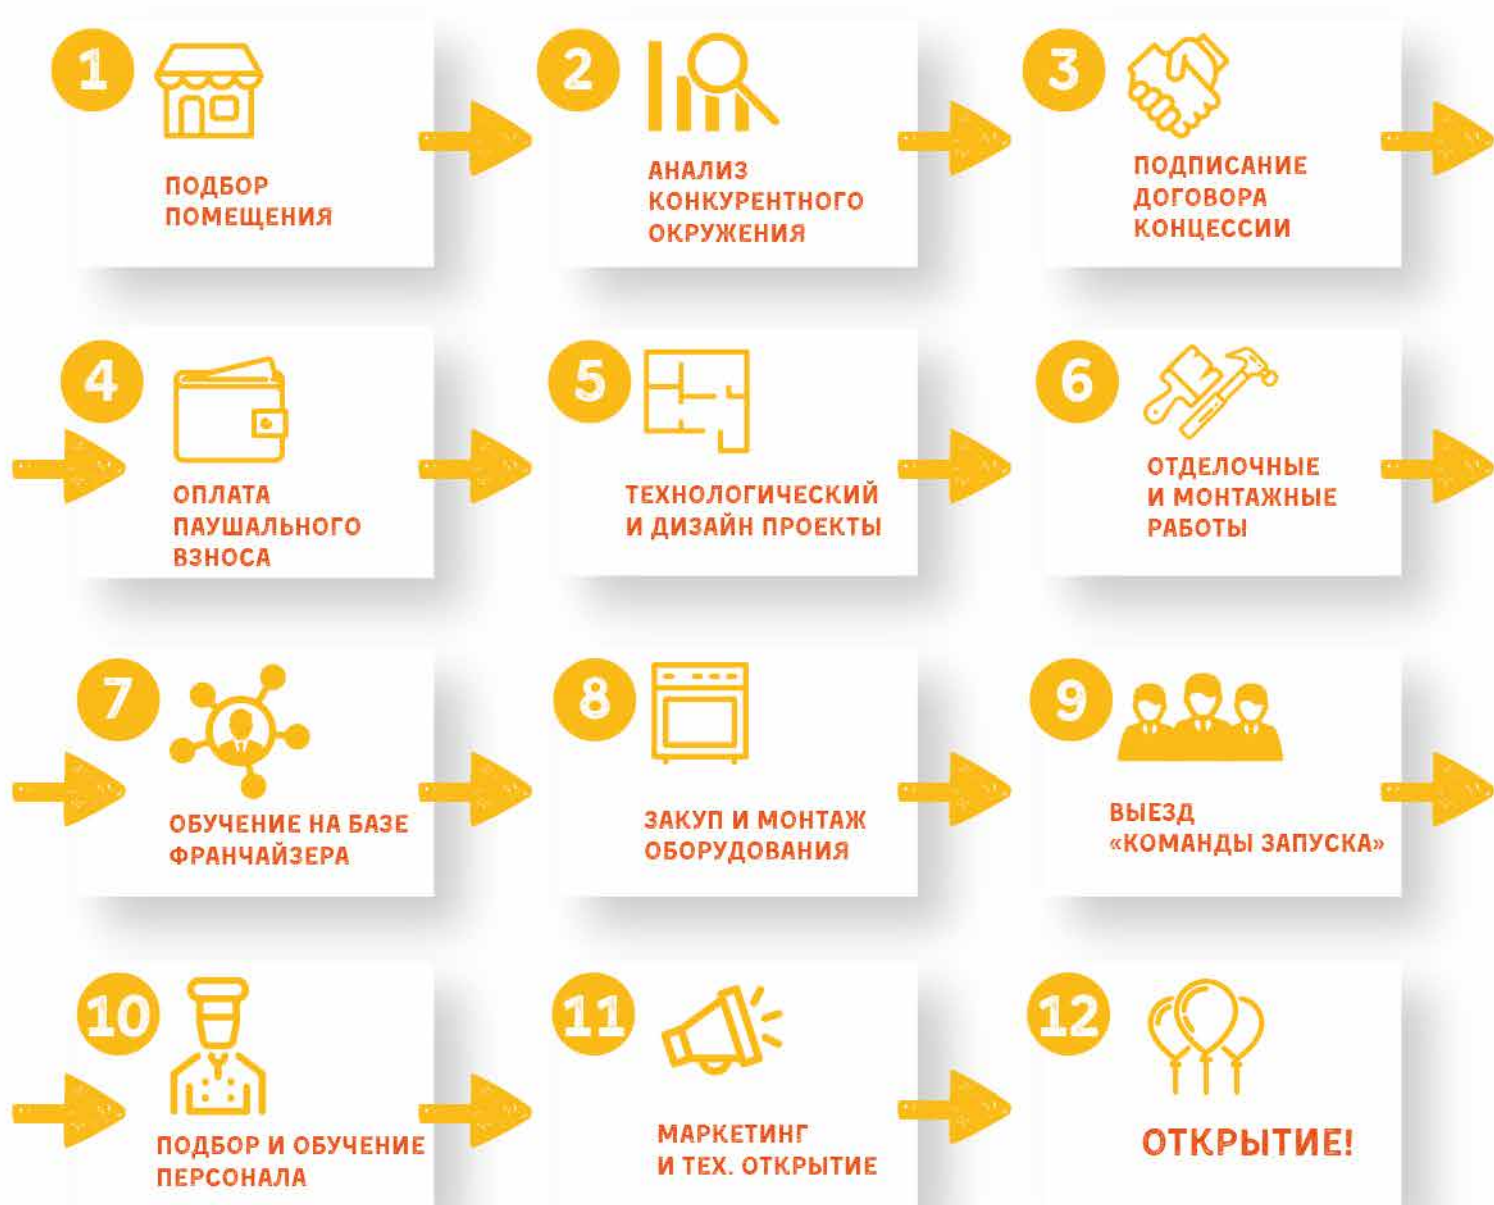 1
ПОДБОР
ПОМЕЩЕНИЯ
2
АНАЛИЗ
КОНКУРЕНТНОГО
ОКРУЖЕНИЯ
3
ПОДПИСАНИЕ
ДОГОВОРА
КОНЦЕССИИ
4
ОПЛАТА
ПАУШАЛЬНОГО
ВЗНОСА
5
ТЕХНОЛОГИЧЕСКИЙ
И ДИЗАЙН ПРОЕКТЫ
6
ОТДЕЛОЧНЫЕ
И МОНТАЖНЫЕ
РАБОТЫ
7
ОБУЧЕНИЕ НА БАЗЕ
ФРАНЧАЙЗЕРА
8
ЗАКУП И МОНТАЖ
ОБОРУДОВАНИЯ
9
ВЫЕЗД
«КОМАНДЫ ЗАПУСКА»
10
ПОДБОР И ОБУЧЕНИЕ
ПЕРСОНАЛА
11
МАРКЕТИНГ
И ТЕХ. ОТКРЫТИЕ
12
ОТКРЫТИЕ!